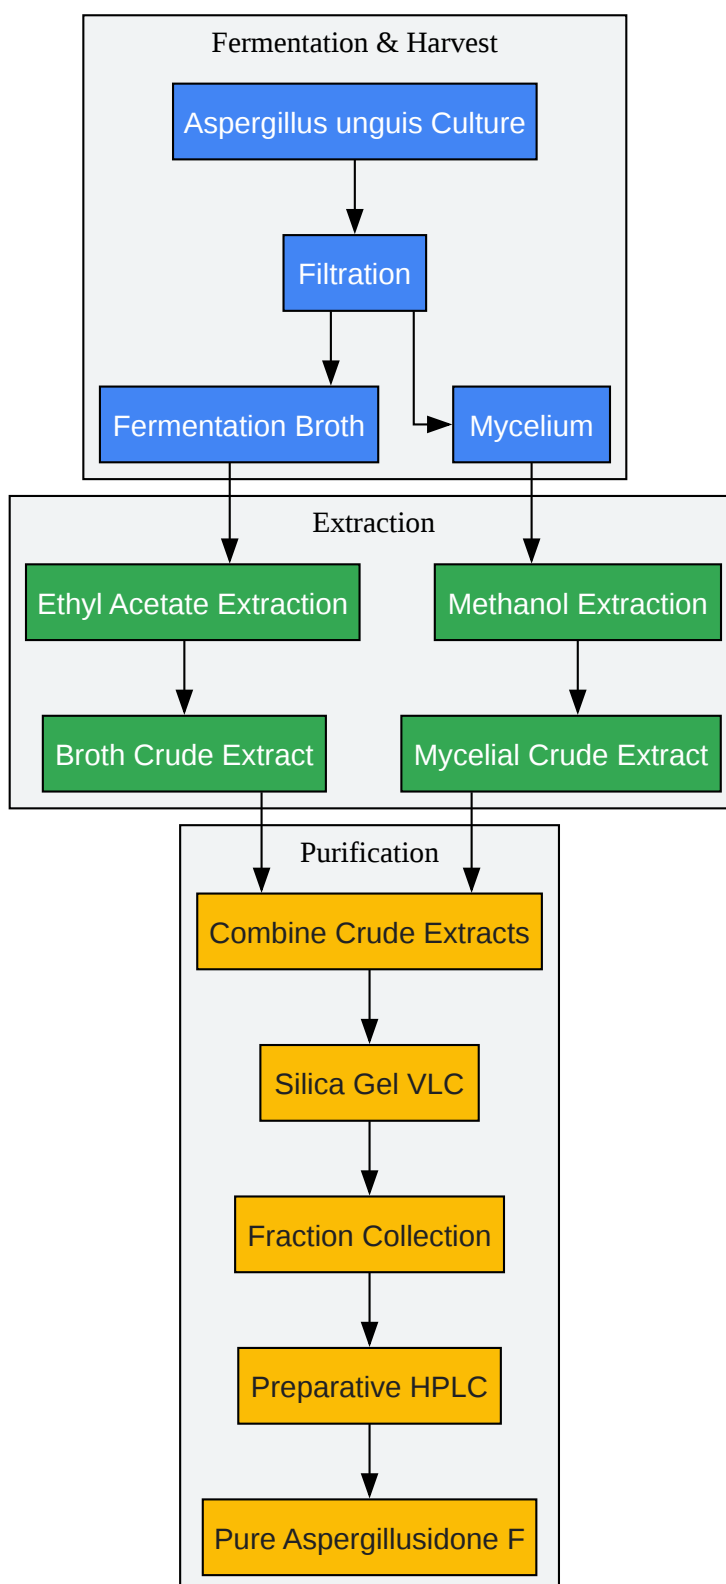 Fermentation & Harvest
Aspergillus unguis Culture
Filtration
Fermentation Broth
Mycelium
Extraction
Ethyl Acetate Extraction
Methanol Extraction
Broth Crude Extract
Mycelial Crude Extract
Purification
Combine Crude Extracts
Silica Gel VLC
Fraction Collection
Preparative HPLC
Pure Aspergillusidone F